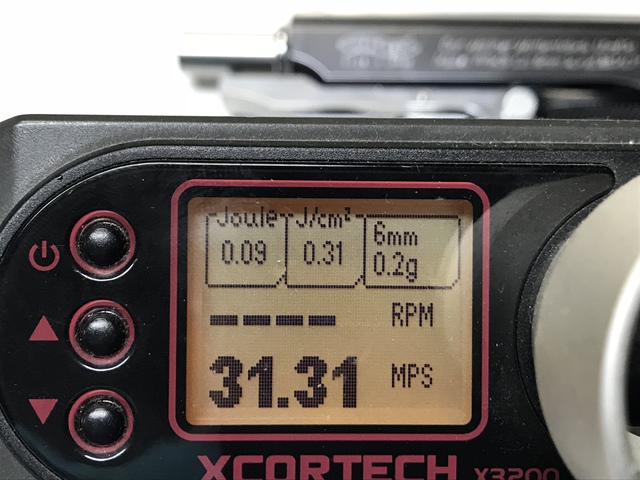 Joule J/cm² 6mm
0.09 0.31 0.2g
---- RPM
31.31 MPS
XCORTECH X3200